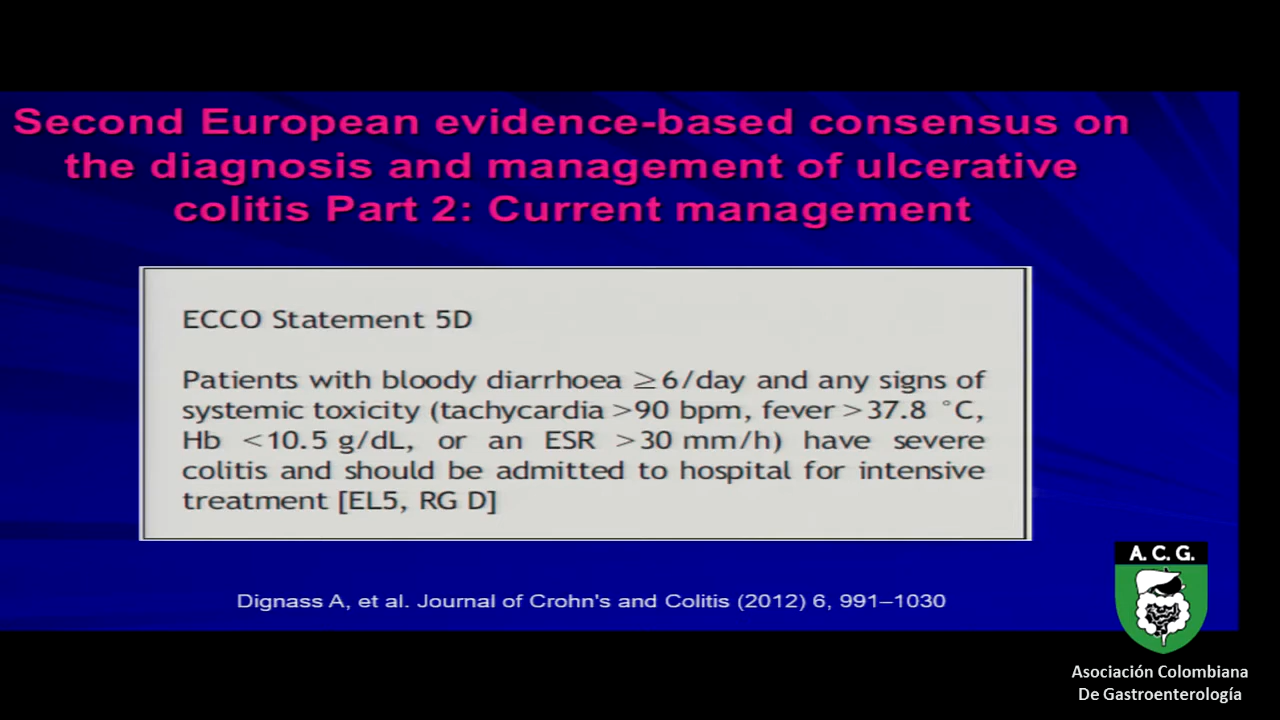 Second European evidence-based consensus on
the diagnosis and management of ulcerative
colitis Part 2: Current management
ECCO Statement 5D
Patients with bloody diarrhoea ≥6/day and any signs of
systemic toxicity (tachycardia >90 bpm, fever >37.8 °C,
Hb <10.5 g/dL, or an ESR >30 mm/h) have severe
colitis and should be admitted to hospital for intensive
treatment [EL5, RG D]
Dignass A, et al. Journal of Crohn's and Colitis (2012) 6, 991–1030
A. C. G.
Asociación Colombiana
De Gastroenterología